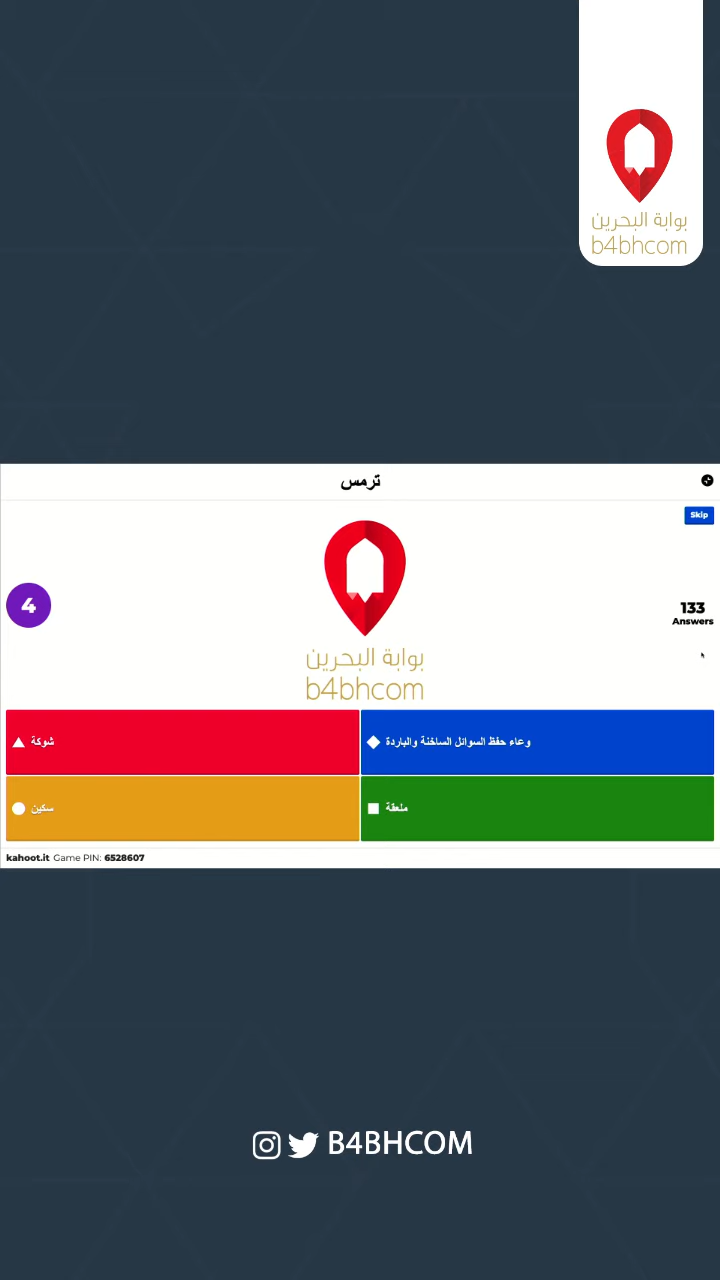 بوابة البحرين
b4bhcom
ترمس
Skip
4
133
Answers
بوابة البحرين
b4bhcom
شوكة
وعاء حفظ السوائل الساخنة والباردة
سكين
ملعقة
kahoot.it Game PIN: 6528607
B4BHCOM